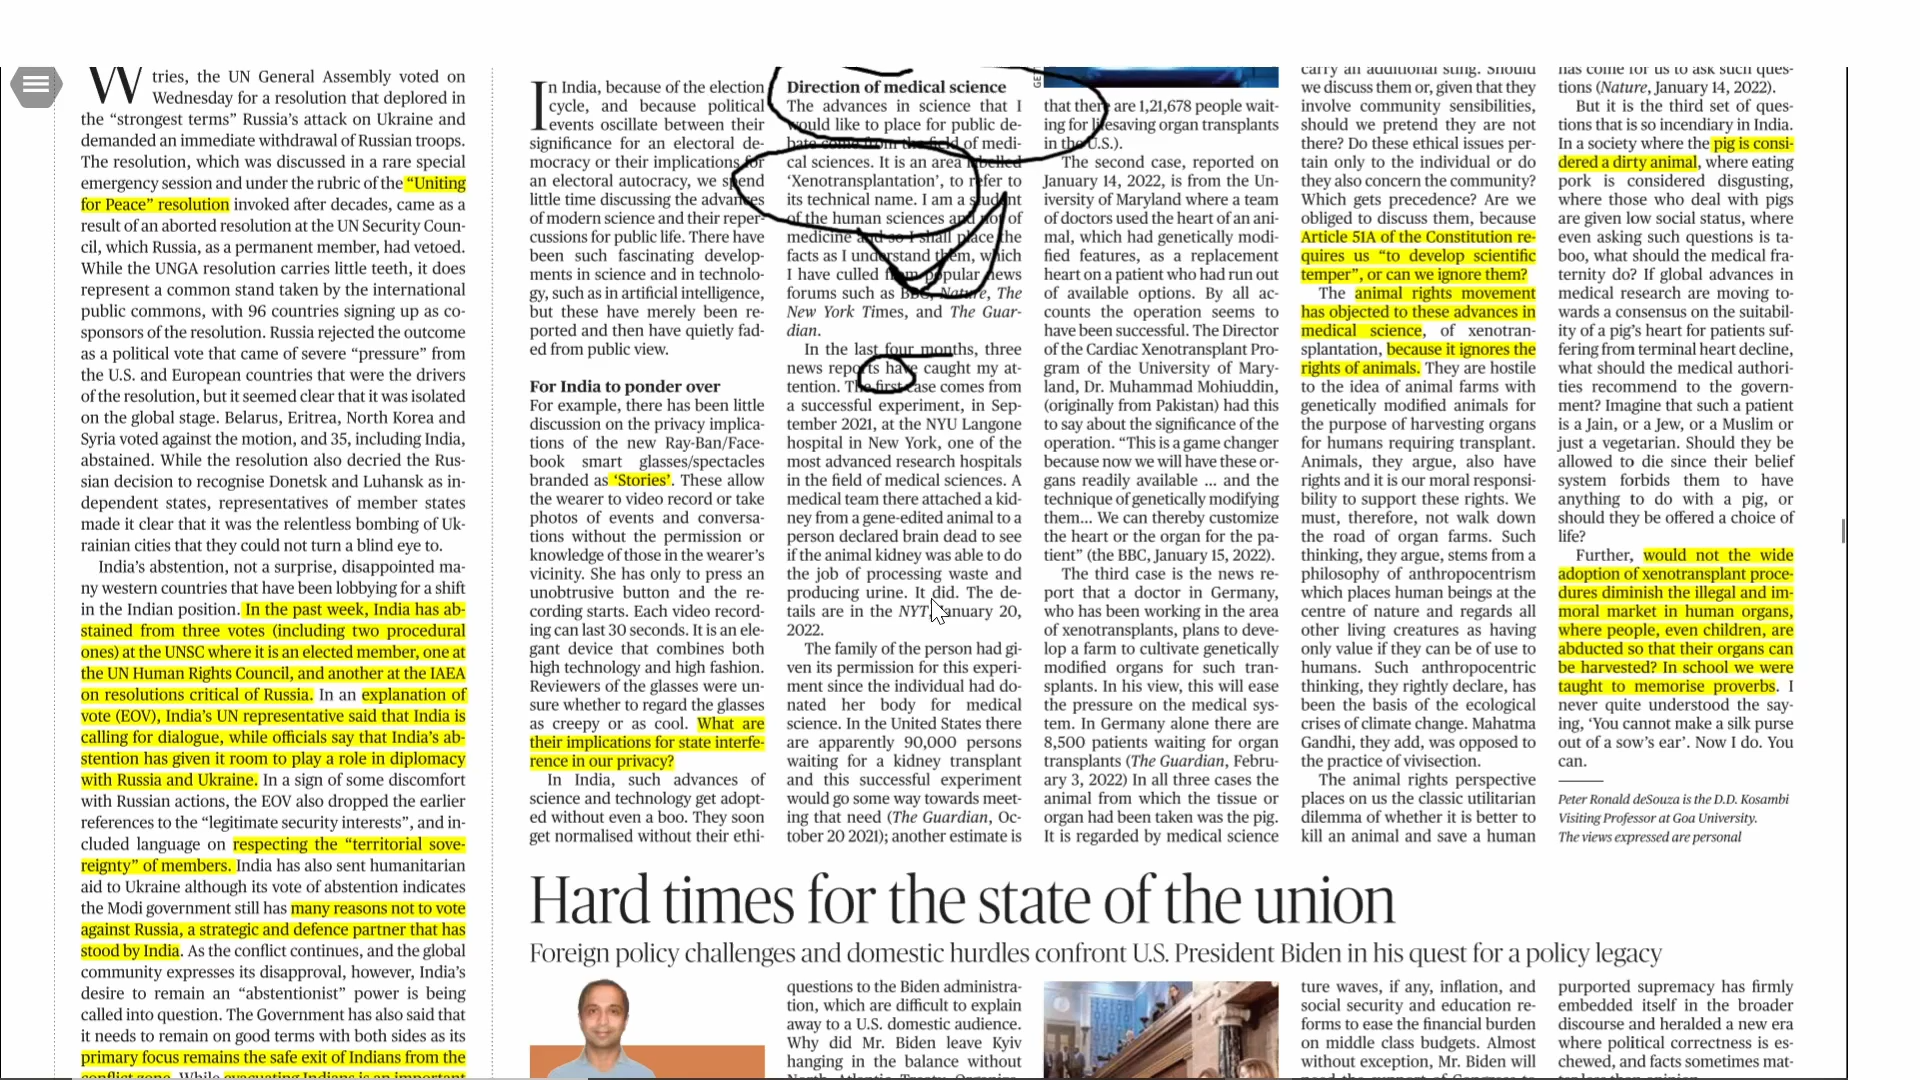 W tries, the UN General Assembly voted on
Wednesday for a resolution that deplored in
the “strongest terms” Russia’s attack on Ukraine and
demanded an immediate withdrawal of Russian troops.
The resolution, which was discussed in a rare special
emergency session and under the rubric of the “Uniting
for Peace” resolution invoked after decades, came as a
result of an aborted resolution at the UN Security Coun-
cil, which Russia, as a permanent member, had vetoed.
While the UNGA resolution carries little teeth, it does
represent a common stand taken by the international
public commons, with 96 countries signing up as co-
sponsors of the resolution. Russia rejected the outcome
as a political vote that came of severe “pressure” from
the U.S. and European countries that were the drivers
of the resolution, but it seemed clear that it was isolated
on the global stage. Belarus, Eritrea, North Korea and
Syria voted against the motion, and 35, including India,
abstained. While the resolution also decried the Rus-
sian decision to recognise Donetsk and Luhansk as in-
dependent states, representatives of member states
made it clear that it was the relentless bombing of Uk-
rainian cities that they could not turn a blind eye to.
India’s abstention, not a surprise, disappointed ma-
ny western countries that have been lobbying for a shift
in the Indian position. In the past week, India has ab-
stained from three votes (including two procedural
ones) at the UNSC where it is an elected member, one at
the UN Human Rights Council, and another at the IAEA
on resolutions critical of Russia. In an explanation of
vote (EOV), India’s UN representative said that India is
calling for dialogue, while officials say that India’s ab-
stention has given it room to play a role in diplomacy
with Russia and Ukraine. In a sign of some discomfort
with Russian actions, the EOV also dropped the earlier
references to the “legitimate security interests”, and in-
cluded language on respecting the “territorial sove-
reignty” of members. India has also sent humanitarian
aid to Ukraine although its vote of abstention indicates
the Modi government still has many reasons not to vote
against Russia, a strategic and defence partner that has
stood by India. As the conflict continues, and the global
community expresses its disapproval, however, India’s
desire to remain an “abstentionist” power is being
called into question. The Government has also said that
it needs to remain on good terms with both sides as its
primary focus remains the safe exit of Indians from the
conflict zone. While evacuating Indians is an important
In India, because of the election
cycle, and because political
events oscillate between their
significance for an electoral de-
mocracy or their implications for
an electoral autocracy, we spend
little time discussing the advances
of modern science and their reper-
cussions for public life. There have
been such fascinating develop-
ments in science and in technolo-
gy, such as in artificial intelligence,
but these have merely been re-
ported and then have quietly fad-
ed from public view.
For India to ponder over
For example, there has been little
discussion on the privacy implica-
tions of the new Ray-Ban/Face-
book smart glasses/spectacles
branded as ‘Stories’. These allow
the wearer to video record or take
photos of events and conversa-
tions without the permission or
knowledge of those in the wearer’s
vicinity. She has only to press an
unobtrusive button and the re-
cording starts. Each video record-
ing can last 30 seconds. It is an ele-
gant device that combines both
high technology and high fashion.
Reviewers of the glasses were un-
sure whether to regard the glasses
as creepy or as cool. What are
their implications for state interfe-
rence in our privacy?
In India, such advances of
science and technology get adopt-
ed without even a boo. They soon
get normalised without their ethi-
Direction of medical science
The advances in science that I
would like to place for public de-
bate come from the field of medi-
cal sciences. It is an area labelled
‘Xenotransplantation’, to refer to
its technical name. I am a student
of the human sciences and not of
medicine and so I shall place the
facts as I understand them, which
I have culled from popular news
forums such as BBC, Nature, The
New York Times, and The Guar-
dian.
In the last four months, three
news reports have caught my at-
tention. The first case comes from
a successful experiment, in Sep-
tember 2021, at the NYU Langone
hospital in New York, one of the
most advanced research hospitals
in the field of medical sciences. A
medical team there attached a kid-
ney from a gene-edited animal to a
person declared brain dead to see
if the animal kidney was able to do
the job of processing waste and
producing urine. It did. The de-
tails are in the NYT, January 20,
2022.
The family of the person had gi-
ven its permission for this experi-
ment since the individual had do-
nated her body for medical
science. In the United States there
are apparently 90,000 persons
waiting for a kidney transplant
and this successful experiment
would go some way towards meet-
ing that need (The Guardian, Oc-
tober 20 2021); another estimate is
GE
that there are 1,21,678 people wait-
ing for lifesaving organ transplants
in the U.S.).
The second case, reported on
January 14, 2022, is from the Un-
iversity of Maryland where a team
of doctors used the heart of an ani-
mal, which had genetically modi-
fied features, as a replacement
heart on a patient who had run out
of available options. By all ac-
counts the operation seems to
have been successful. The Director
of the Cardiac Xenotransplant Pro-
gram of the University of Mary-
land, Dr. Muhammad Mohiuddin,
(originally from Pakistan) had this
to say about the significance of the
operation. “This is a game changer
because now we will have these or-
gans readily available ... and the
technique of genetically modifying
them... We can thereby customize
the heart or the organ for the pa-
tient” (the BBC, January 15, 2022).
The third case is the news re-
port that a doctor in Germany,
who has been working in the area
of xenotransplants, plans to deve-
lop a farm to cultivate genetically
modified organs for such tran-
splants. In his view, this will ease
the pressure on the medical sys-
tem. In Germany alone there are
8,500 patients waiting for organ
transplants (The Guardian, Febru-
ary 3, 2022) In all three cases the
animal from which the tissue or
organ had been taken was the pig.
It is regarded by medical science
carry an additional sting. Should
we discuss them or, given that they
involve community sensibilities,
should we pretend they are not
there? Do these ethical issues per-
tain only to the individual or do
they also concern the community?
Which gets precedence? Are we
obliged to discuss them, because
Article 51A of the Constitution re-
quires us “to develop scientific
temper”, or can we ignore them?
The animal rights movement
has objected to these advances in
medical science, of xenotran-
splantation, because it ignores the
rights of animals. They are hostile
to the idea of animal farms with
genetically modified animals for
the purpose of harvesting organs
for humans requiring transplant.
Animals, they argue, also have
rights and it is our moral responsi-
bility to support these rights. We
must, therefore, not walk down
the road of organ farms. Such
thinking, they argue, stems from a
philosophy of anthropocentrism
which places human beings at the
centre of nature and regards all
other living creatures as having
only value if they can be of use to
humans. Such anthropocentric
thinking, they rightly declare, has
been the basis of the ecological
crises of climate change. Mahatma
Gandhi, they add, was opposed to
the practice of vivisection.
The animal rights perspective
places on us the classic utilitarian
dilemma of whether it is better to
kill an animal and save a human
has come for us to ask such ques-
tions (Nature, January 14, 2022).
But it is the third set of ques-
tions that is so incendiary in India.
In a society where the pig is consi-
dered a dirty animal, where eating
pork is considered disgusting,
where those who deal with pigs
are given low social status, where
even asking such questions is ta-
boo, what should the medical fra-
ternity do? If global advances in
medical research are moving to-
wards a consensus on the suitabil-
ity of a pig’s heart for patients suf-
fering from terminal heart decline,
what should the medical authori-
ties recommend to the govern-
ment? Imagine that such a patient
is a Jain, or a Jew, or a Muslim or
just a vegetarian. Should they be
allowed to die since their belief
system forbids them to have
anything to do with a pig, or
should they be offered a choice of
life?
Further, would not the wide
adoption of xenotransplant proce-
dures diminish the illegal and im-
moral market in human organs,
where people, even children, are
abducted so that their organs can
be harvested? In school we were
taught to memorise proverbs. I
never quite understood the say-
ing, ‘You cannot make a silk purse
out of a sow’s ear’. Now I do. You
can.
Peter Ronald deSouza is the D.D. Kosambi
Visiting Professor at Goa University.
The views expressed are personal
Hard times for the state of the union
Foreign policy challenges and domestic hurdles confront U.S. President Biden in his quest for a policy legacy
questions to the Biden administra-
tion, which are difficult to explain
away to a U.S. domestic audience.
Why did Mr. Biden leave Kyiv
hanging in the balance without
North Atlantic Treaty Organiza-
ture waves, if any, inflation, and
social security and education re-
forms to ease the financial burden
on middle class budgets. Almost
without exception, Mr. Biden will
need the support of Congress to
purported supremacy has firmly
embedded itself in the broader
discourse and heralded a new era
where political correctness is es-
chewed, and facts sometimes mat-
ter less than opinion.